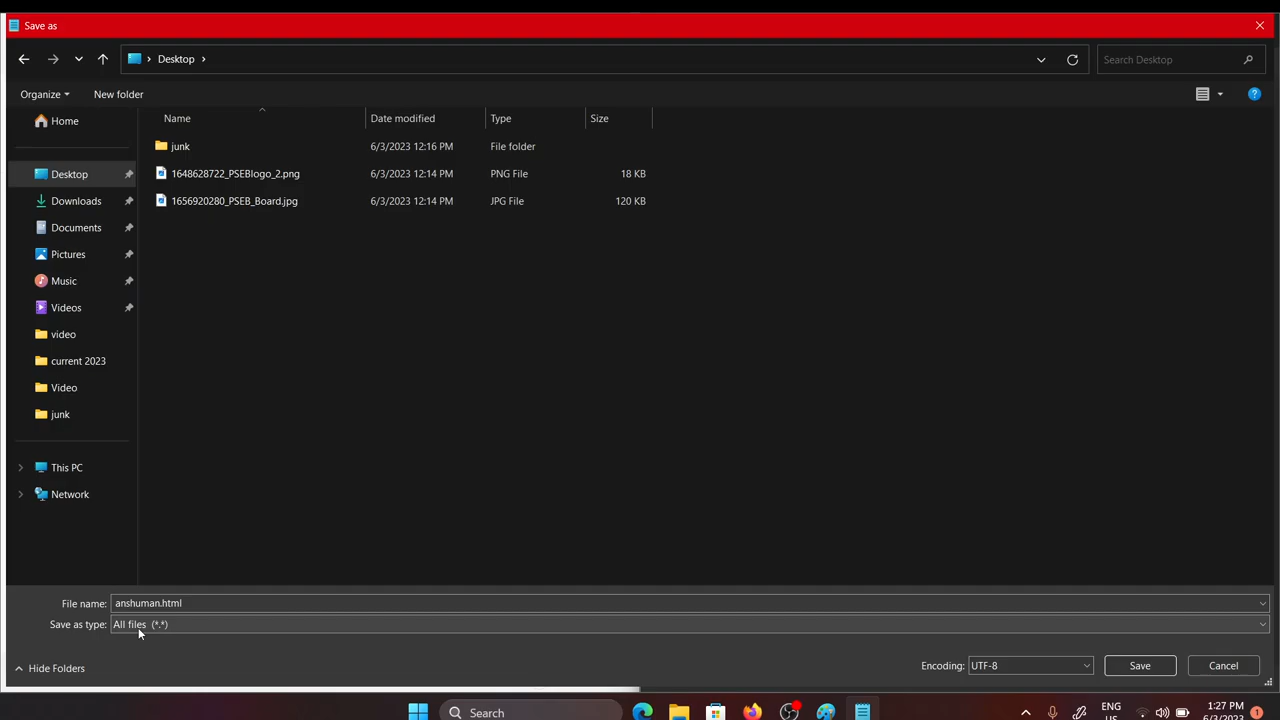 Save as
Desktop
Search Desktop
Organize
New folder
Home
Name
Date modified
Type
Size
junk
6/3/2023 12:16 PM
File folder
Desktop
1648628722_PSEBlogo_2.png
6/3/2023 12:14 PM
PNG File
18 KB
Downloads
1656920280_PSEB_Board.jpg
6/3/2023 12:14 PM
JPG File
120 KB
Documents
Pictures
Music
Videos
video
current 2023
Video
junk
This PC
Network
File name:
anshuman.html
Save as type:
All files (*.*)
Hide Folders
Encoding:
UTF-8
Save
Cancel
Search
ENG
US
1:27 PM
6/3/2023
1